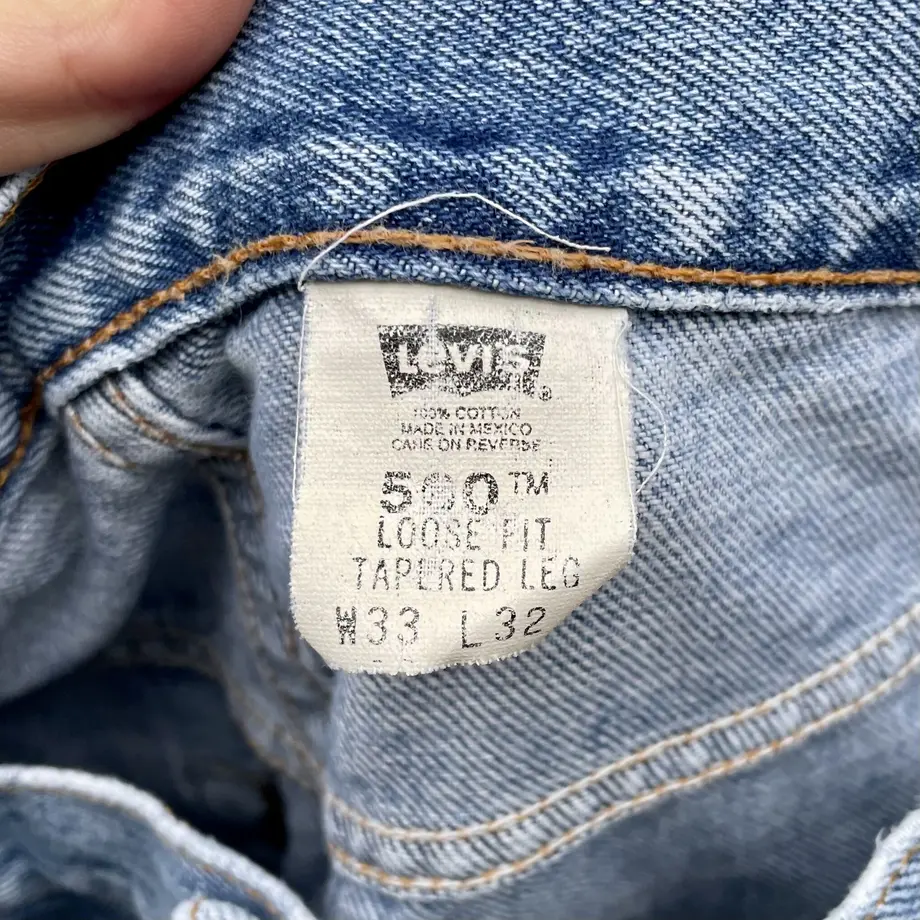 LEVI'S ®
100% COTTON
MADE IN MEXICO
CARE ON REVERSE
560™
LOOSE FIT
TAPERED LEG
W33 L32